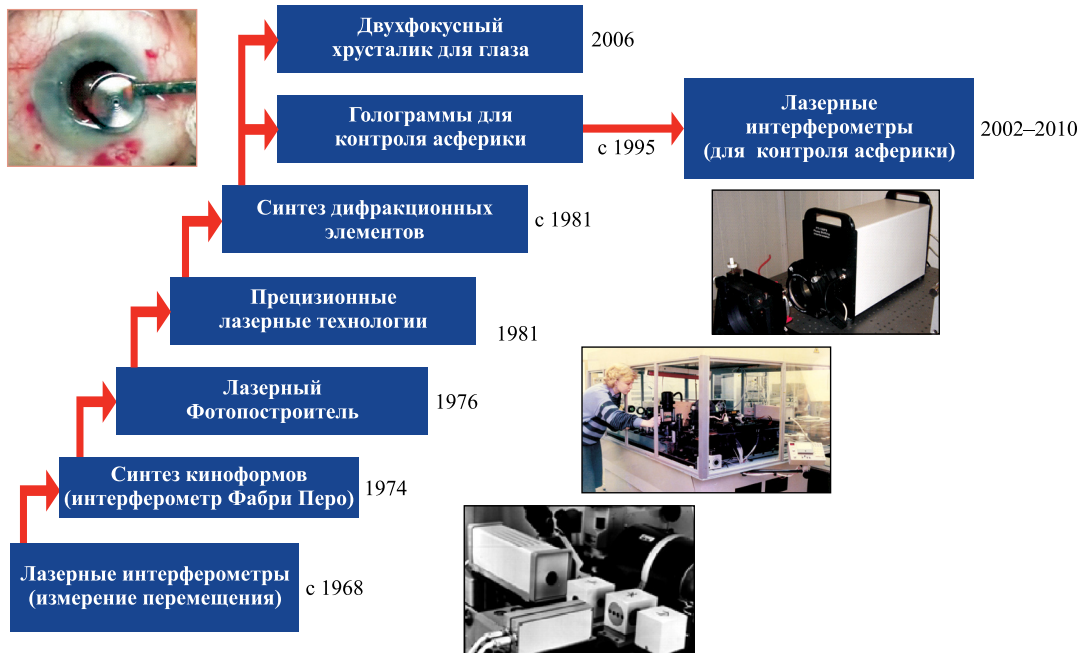 Двухфокусный
хрусталик для глаза
2006
Голограммы для
контроля асферики
с 1995
Лазерные
интерферометры
(для контроля асферики)
2002–2010
Синтез дифракционных
элементов
с 1981
Прецизионные
лазерные технологии
1981
Лазерный
Фотопостроитель
1976
Синтез киноформов
(интерферометр Фабри Перо)
1974
Лазерные интерферометры
(измерение перемещения)
с 1968